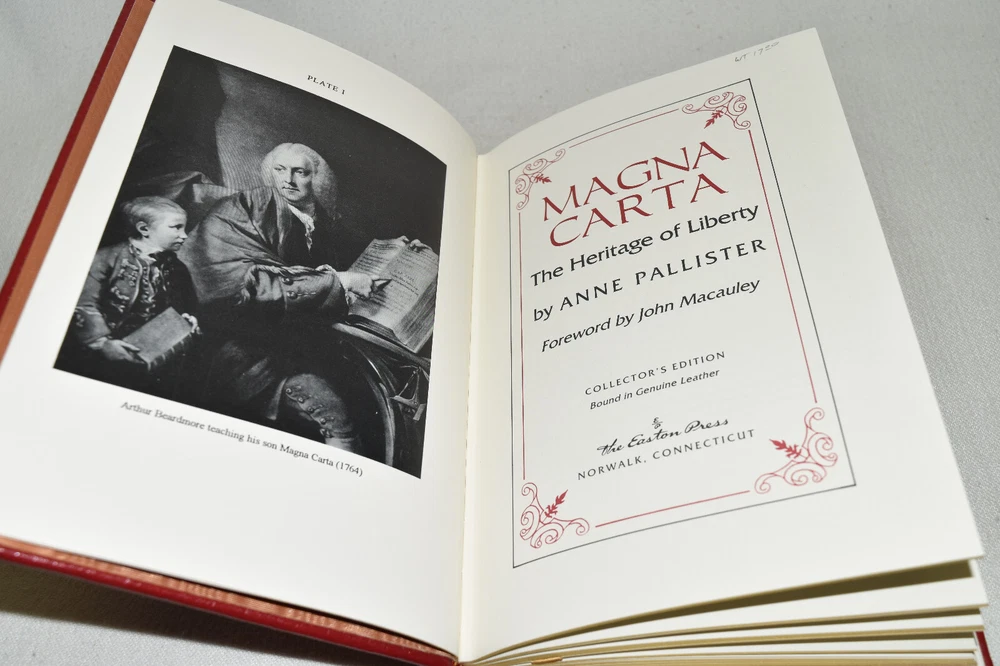 PLATE I
Arthur Beardmore teaching his son Magna Carta (1764)
MAGNA
CARTA
The Heritage of Liberty
by ANNE PALLISTER
Foreword by John Macauley
COLLECTOR'S EDITION
Bound in Genuine Leather
The Easton Press
NORWALK, CONNECTICUT